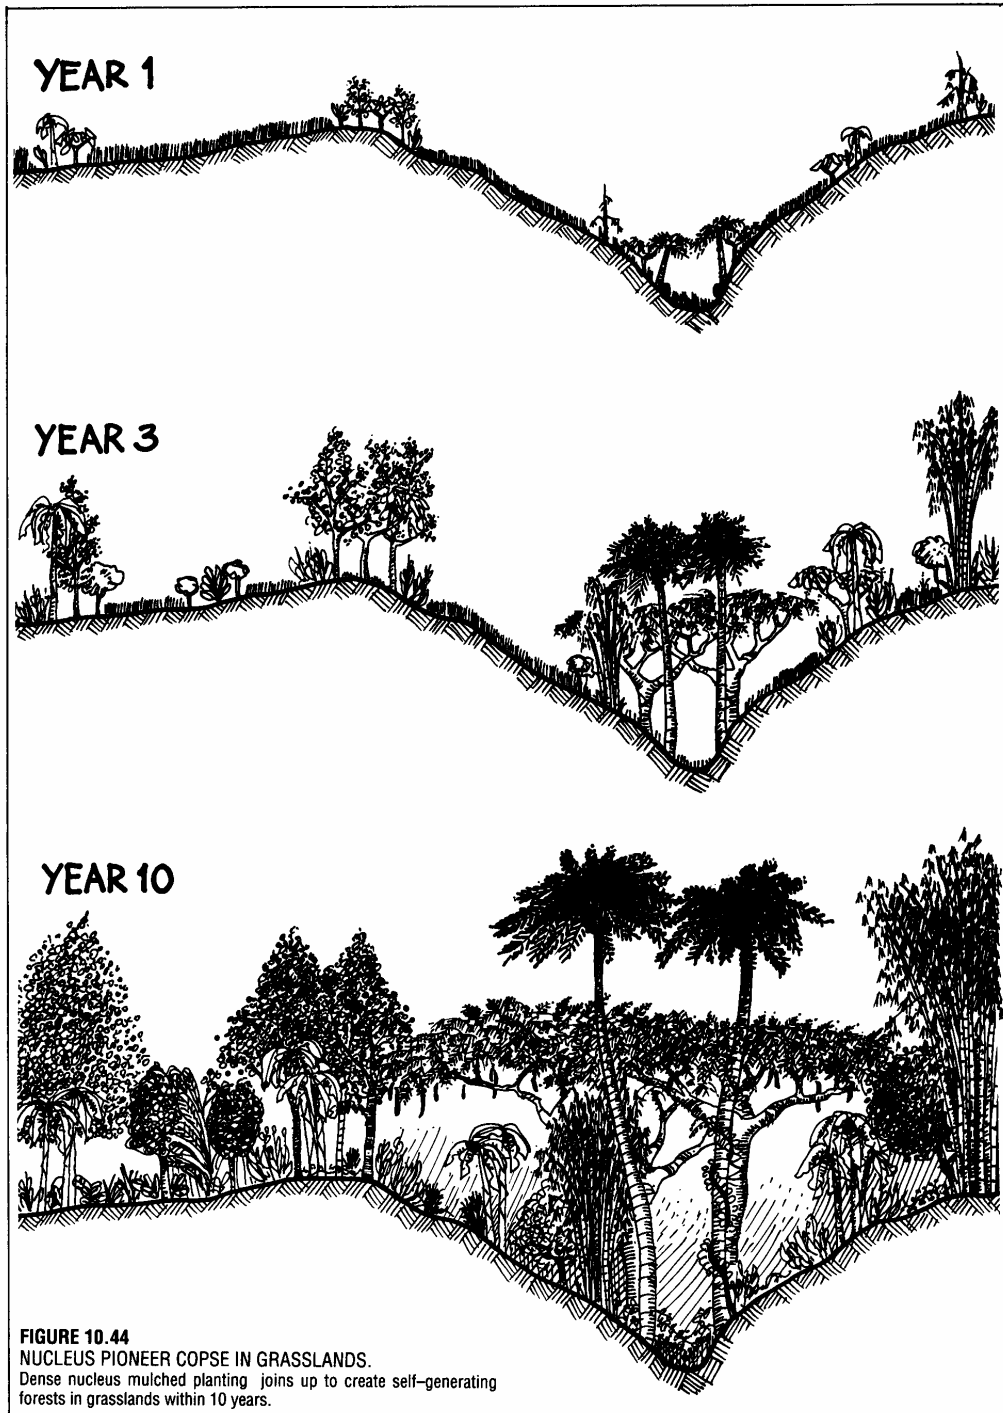 YEAR 1
YEAR 3
YEAR 10
FIGURE 10.44
NUCLEUS PIONEER COPSE IN GRASSLANDS.
Dense nucleus mulched planting joins up to create self–generating
forests in grasslands within 10 years.